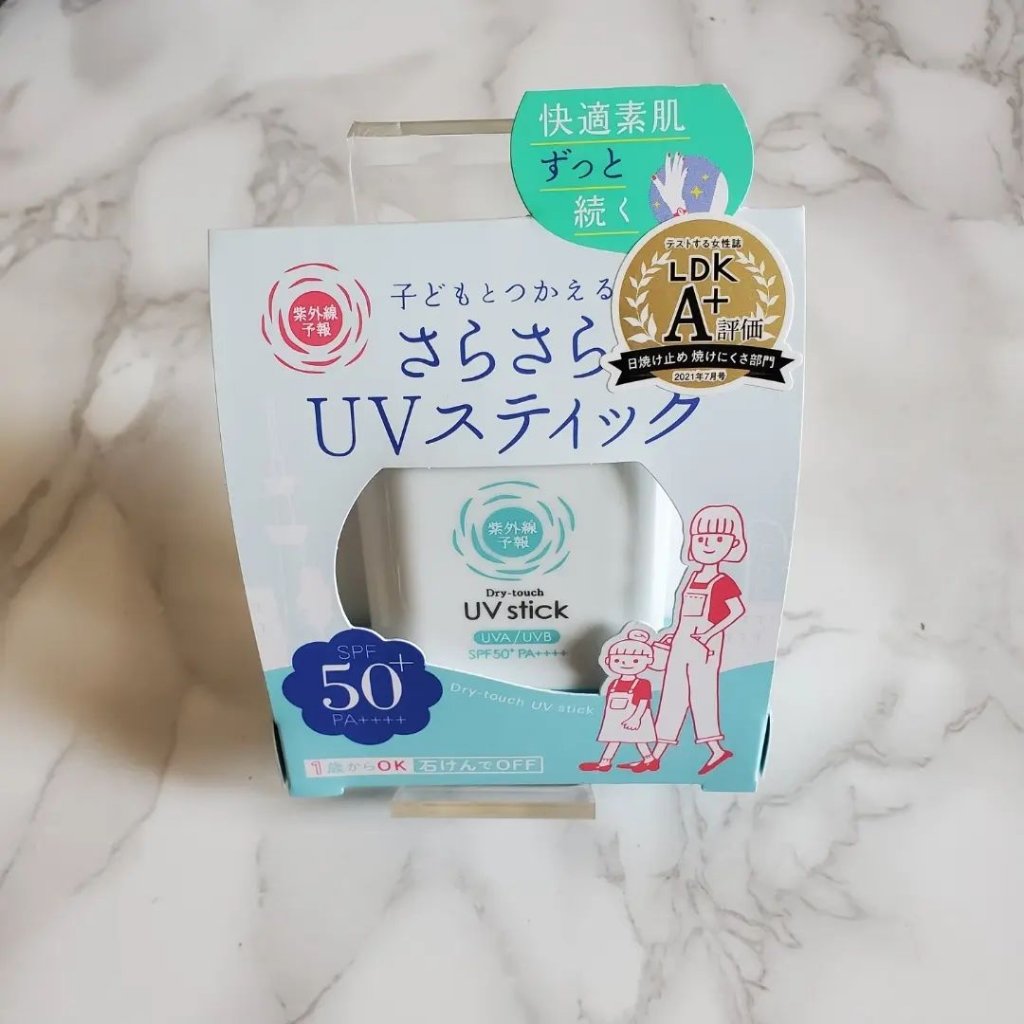 快適素肌
ずっと
続く
テストする女性誌
LDK
A+評価
日焼け止め 焼けにくさ部門
2021年7月号
紫外線
予報
子どもとつかえる
さらさら
UVスティック
紫外線
予報
Dry-touch
UV stick
UVA/UVB
SPF50+ PA++++
SPF
50+
PA++++
Dry-touch UV stick
1歳からOK 石けんでOFF